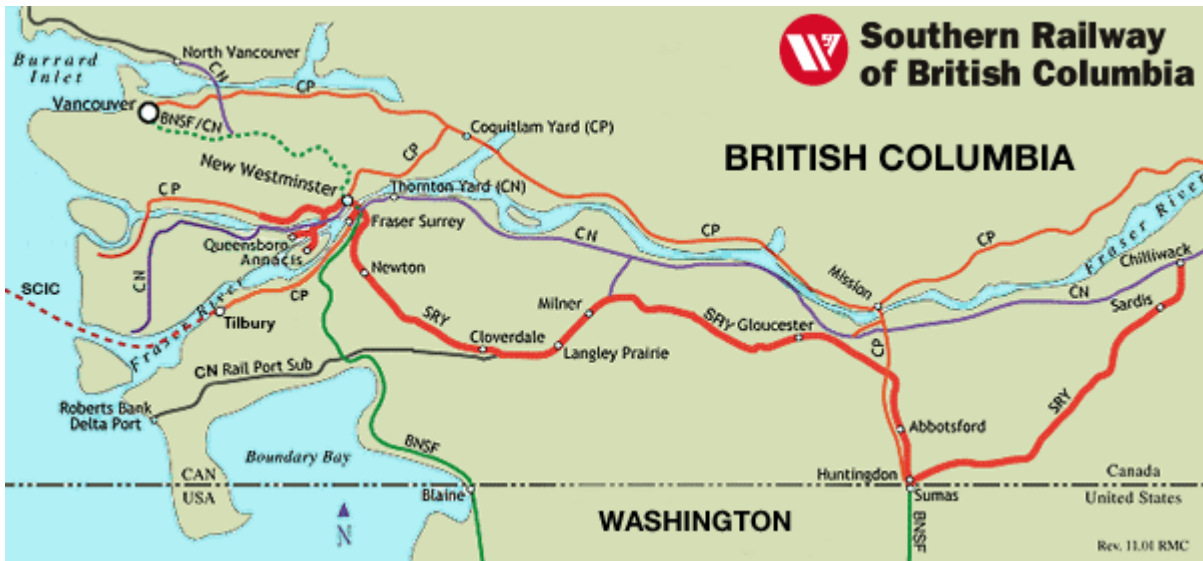 Southern Railway
of British Columbia
BRITISH COLUMBIA
North Vancouver
Burrard
Inlet
CN
CP
Vancouver
BNSF/CN
Coquitlam Yard (CP)
CP
New Westminster
Thornton Yard (CN)
CP
Fraser Surrey
Queensboro
Annacis
CN
CN
CP
CP
Fraser River
Chilliwack
Mission
CN
Sardis
SCIC
CN
Newton
CP
Fraser River
Tilbury
SRY
Milner
SRY
Gloucester
Cloverdale
Langley Prairie
CP
CN Rail Port Sub
SRY
Roberts Bank
Delta Port
Abbotsford
BNSF
Boundary Bay
CAN
USA
Huntingdon
Canada
Blaine
Sumas
United States
N
WASHINGTON
BNSF
Rev. 11.01 RMC